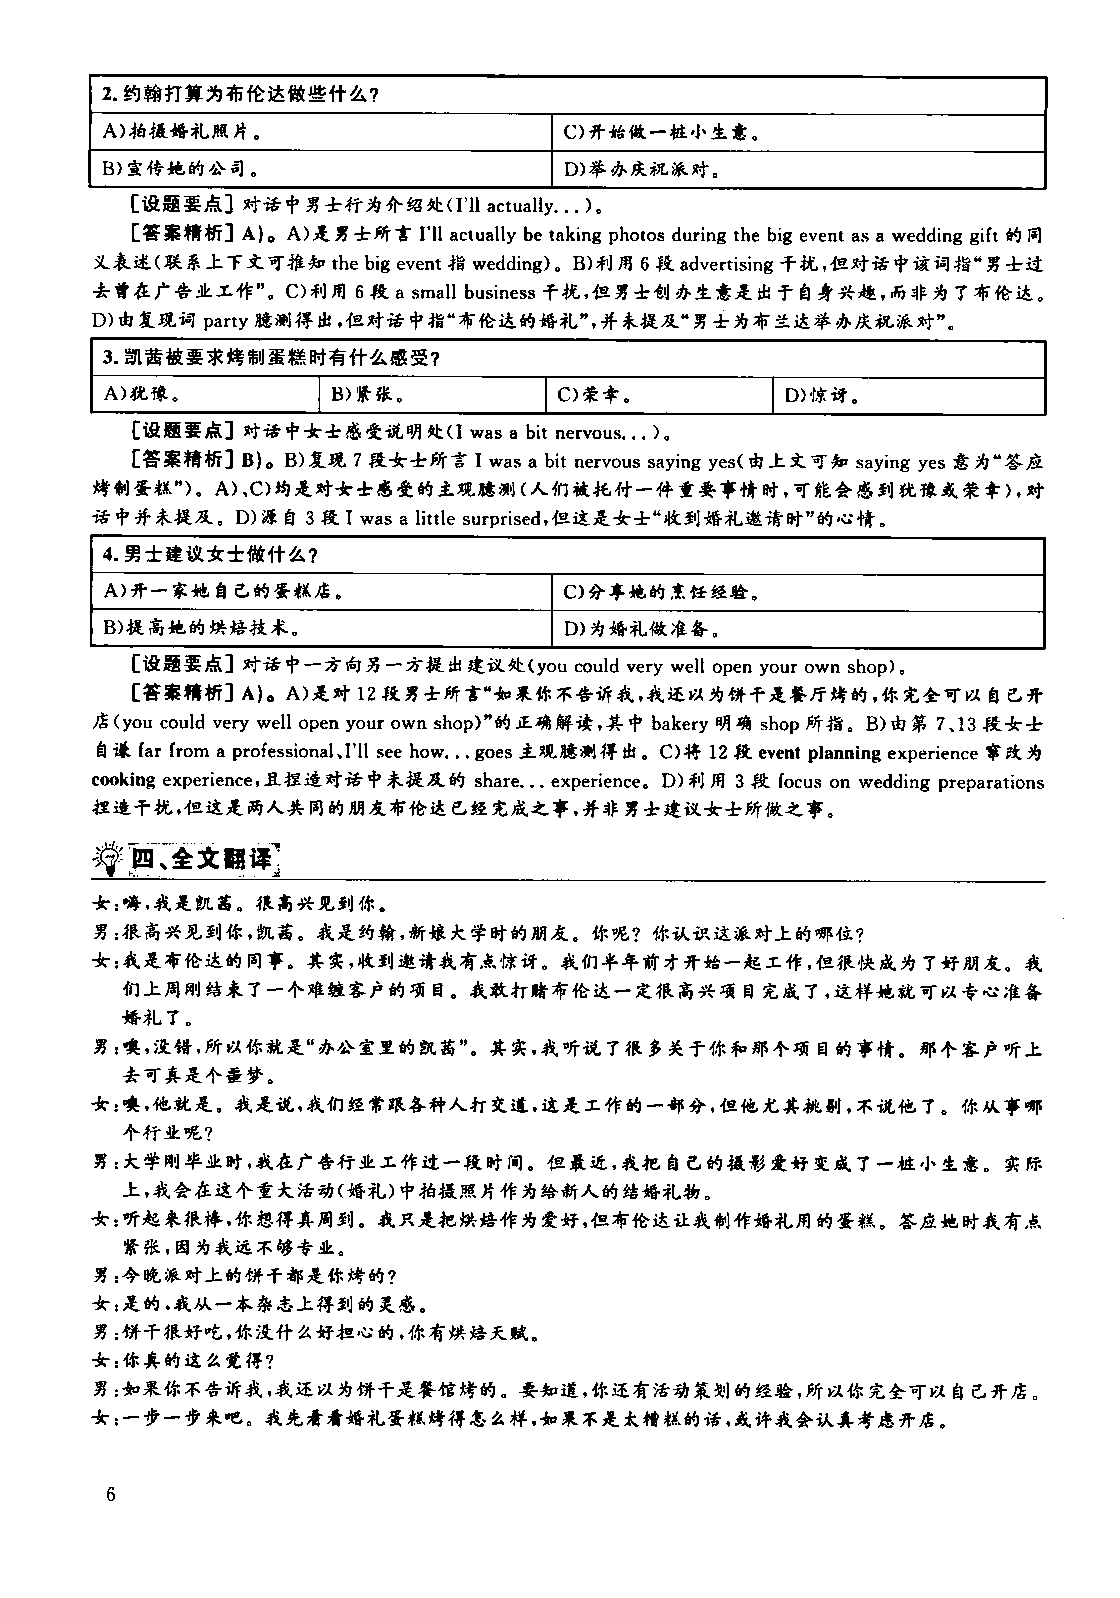 2.约翰打算为布伦达做些什么?
A)拍摄婚礼照片。 C)开始做一桩小生意。
B)宣传她的公司。 D)举办庆祝派对。
[设题要点] 对话中男士行为介绍处(I'll actually...)。
[答案精析] A)。A)是男士所言 I'll actually be taking photos during the big event as a wedding gift 的同
义表述(联系上下文可推知 the big event 指 wedding)。B)利用 6 段 advertising 干扰,但对话中该词指“男士过
去曾在广告业工作”。C)利用 6 段 a small business 干扰,但男士创办生意是出于自身兴趣,而非为了布伦达。
D)由复现词 party 臆测得出,但对话中指“布伦达的婚礼”,并未提及“男士为布兰达举办庆祝派对”。
3.凯茜被要求烤制蛋糕时有什么感受?
A)犹豫。 B)紧张。 C)荣幸。 D)惊讶。
[设题要点] 对话中女士感受说明处(I was a bit nervous...)。
[答案精析] B)。B)复现 7 段女士所言 I was a bit nervous saying yes(由上文可知 saying yes 意为“答应
烤制蛋糕”)。A)、C)均是对女士感受的主观臆测(人们被托付一件重要事情时,可能会感到犹豫或荣幸),对
话中并未提及。D)源自 3 段 I was a little surprised,但这是女士“收到婚礼邀请时”的心情。
4.男士建议女士做什么?
A)开一家她自己的蛋糕店。 C)分享她的烹饪经验。
B)提高她的烘焙技术。 D)为婚礼做准备。
[设题要点] 对话中一方向另一方提出建议处(you could very well open your own shop)。
[答案精析] A)。A)是对 12 段男士所言“如果你不告诉我,我还以为饼干是餐厅烤的,你完全可以自己开
店(you could very well open your own shop)”的正确解读,其中 bakery 明确 shop 所指。B)由第 7、13 段女士
自谦 far from a professional、I'll see how...goes 主观臆测得出。C)将 12 段 event planning experience 窜改为
cooking experience,且捏造对话中未提及的 share...experience。D)利用 3 段 focus on wedding preparations
捏造干扰,但这是两人共同的朋友布伦达已经完成之事,并非男士建议女士所做之事。
四、全文翻译
女:嗨,我是凯茜。很高兴见到你。
男:很高兴见到你,凯茜。我是约翰,新娘大学时的朋友。你呢?你认识这派对上的哪位?
女:我是布伦达的同事。其实,收到邀请我有点惊讶。我们半年前才开始一起工作,但很快成为了好朋友。我
们上周刚结束了一个难缠客户的项目。我敢打赌布伦达一定很高兴项目完成了,这样她就可以专心准备
婚礼了。
男:噢,没错,所以你就是“办公室里的凯茜”。其实,我听说了很多关于你和那个项目的事情。那个客户听上
去可真是个噩梦。
女:噢,他就是。我是说,我们经常跟各种人打交道,这是工作的一部分,但他尤其挑剔,不说他了。你从事哪
个行业呢?
男:大学刚毕业时,我在广告行业工作过一段时间。但最近,我把自己的摄影爱好变成了一桩小生意。实际
上,我会在这个重大活动(婚礼)中拍摄照片作为给新人的结婚礼物。
女:听起来很棒,你想得真周到。我只是把烘焙作为爱好,但布伦达让我制作婚礼用的蛋糕。答应她时我有点
紧张,因为我远不够专业。
男:今晚派对上的饼干都是你烤的?
女:是的,我从一本杂志上得到的灵感。
男:饼干很好吃,你没什么好担心的,你有烘焙天赋。
女:你真的这么觉得?
男:如果你不告诉我,我还以为饼干是餐馆烤的。要知道,你还有活动策划的经验,所以你完全可以自己开店。
女:一步一步来吧。我先看看婚礼蛋糕烤得怎么样,如果不是太糟糕的话,或许我会认真考虑开店。
6